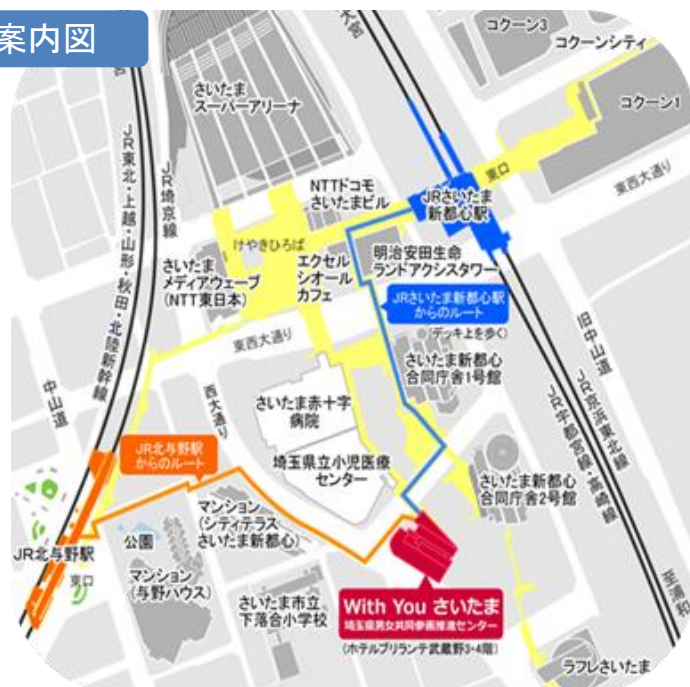 案内図
大宮
コクーン3
コクーンシティ
コクーン1
さいたま
スーパーアリーナ
JR東北・上越・山形・秋田・北陸新幹線
JR埼京線
NTTドコモ
さいたまビル
JRさいたま
新都心駅
東口
東西大通り
けやきひろば
さいたま
メディアウェーブ
(NTT東日本)
エクセル
シオール
カフェ
明治安田生命
ランドアクシスタワー
JRさいたま新都心駅
からのルート
(デッキ上を歩く)
東西大通り
中山道
西大通り
さいたま新都心
合同庁舎1号館
旧中山道
JR京浜東北線
JR宇都宮線・高崎線
さいたま赤十字
病院
埼玉県立小児医療
センター
JR北与野駅
からのルート
さいたま新都心
合同庁舎2号館
マンション
(シティテラス
さいたま新都心)
JR北与野駅
東口
公園
マンション
(与野ハウス)
さいたま市立
下落合小学校
With You さいたま
埼玉県男女共同参画推進センター
(ホテルブリランテ武蔵野3・4階)
至浦和
ラフレさいたま